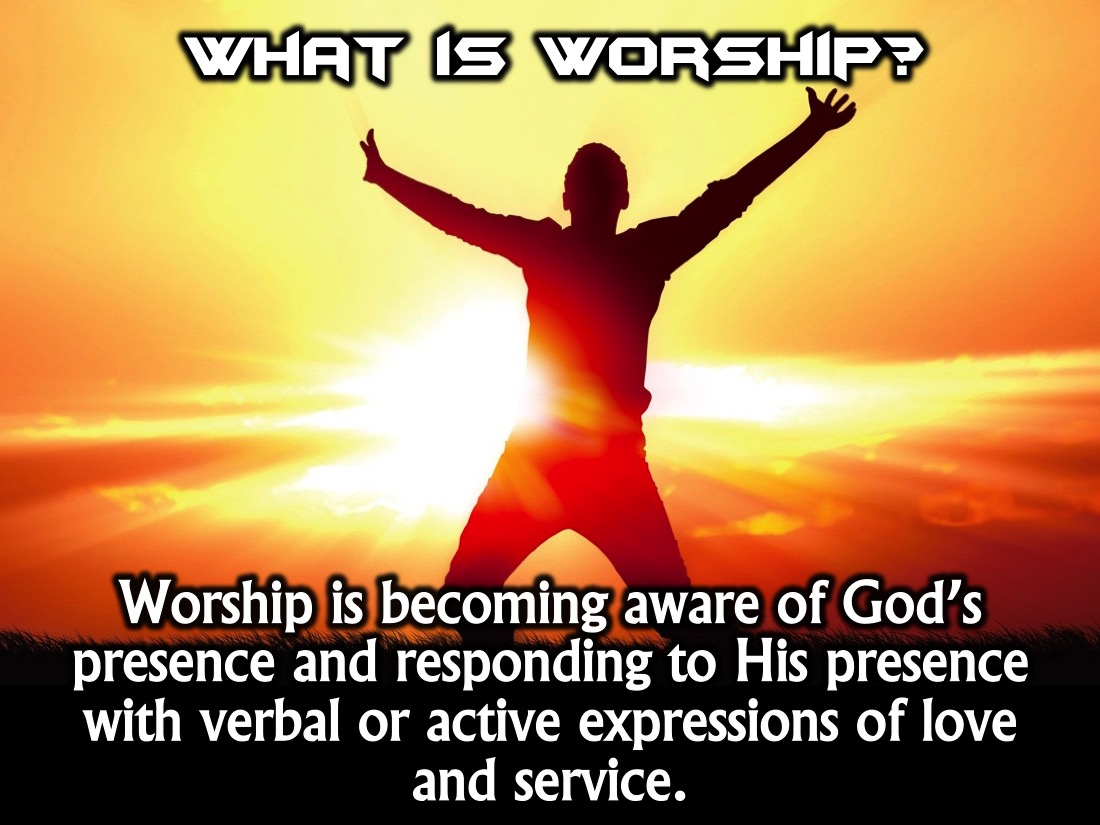 WHAT IS WORSHIP?
Worship is becoming aware of God's
presence and responding to His presence
with verbal or active expressions of love
and service.